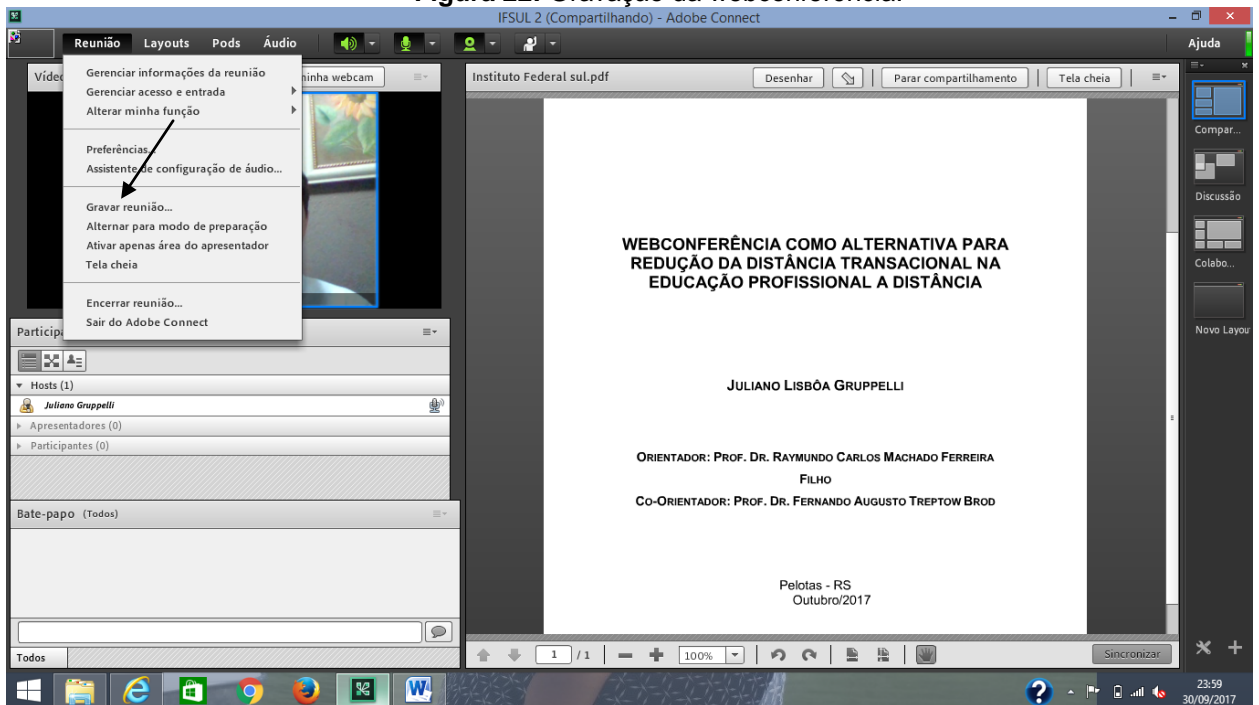 Figura 22: Gravação da webconferência.
IFSUL 2 (Compartilhando) - Adobe Connect
Reunião Layouts Pods Áudio Ajuda
Gerenciar informações da reunião
Gerenciar acesso e entrada
Alterar minha função
Preferências...
Assistente de configuração de áudio...
Gravar reunião...
Alternar para modo de preparação
Ativar apenas área do apresentador
Tela cheia
Encerrar reunião...
Sair do Adobe Connect
minha webcam
Hosts (1)
Juliano Gruppelli
Apresentadores (0)
Participantes (0)
Bate-papo (Todos)
Todos
Instituto Federal sul.pdf Desenhar Parar compartilhamento Tela cheia
WEBCONFERÊNCIA COMO ALTERNATIVA PARA
REDUÇÃO DA DISTÂNCIA TRANSACIONAL NA
EDUCAÇÃO PROFISSIONAL A DISTÂNCIA
JULIANO LISBÔA GRUPPELLI
ORIENTADOR: PROF. DR. RAYMUNDO CARLOS MACHADO FERREIRA
FILHO
CO-ORIENTADOR: PROF. DR. FERNANDO AUGUSTO TREPTOW BROD
Pelotas - RS
Outubro/2017
1 / 1 100% Sincronizar
Compar...
Discussão
Colabo...
Novo Layou
23:59
30/09/2017